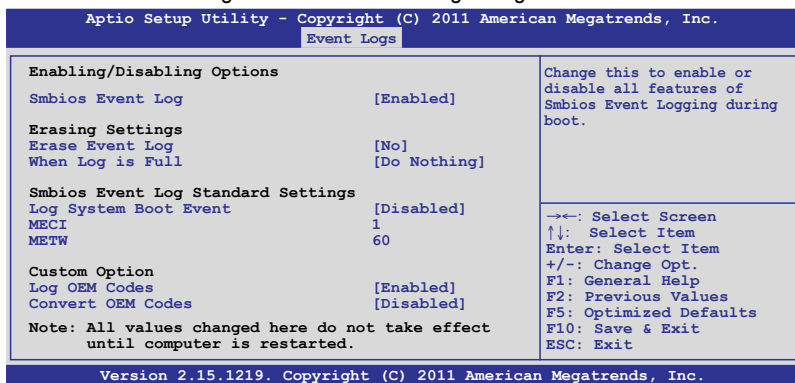 Aptio Setup Utility - Copyright (C) 2011 American Megatrends, Inc.
Event Logs
Enabling/Disabling Options
Smbios Event Log [Enabled]
Erasing Settings
Erase Event Log [No]
When Log is Full [Do Nothing]
Smbios Event Log Standard Settings
Log System Boot Event [Disabled]
MECI 1
METW 60
Custom Option
Log OEM Codes [Enabled]
Convert OEM Codes [Disabled]
Note: All values changed here do not take effect
until computer is restarted.
Change this to enable or
disable all features of
Smbios Event Logging during
boot.
→←: Select Screen
↑↓: Select Item
Enter: Select Item
+/-: Change Opt.
F1: General Help
F2: Previous Values
F5: Optimized Defaults
F10: Save & Exit
ESC: Exit
Version 2.15.1219. Copyright (C) 2011 American Megatrends, Inc.